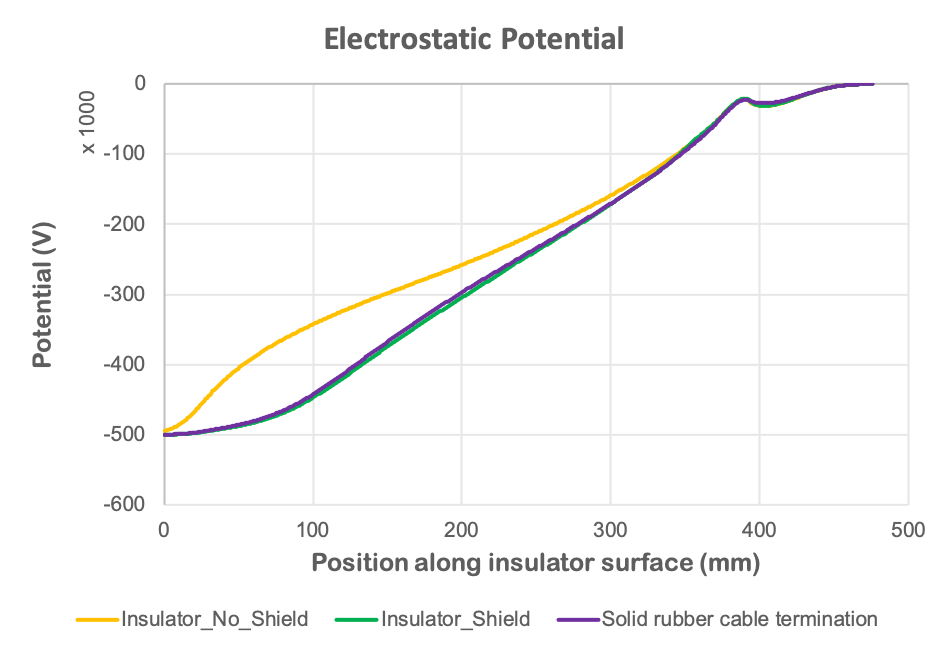 Electrostatic Potential
x 1000
Potential (V)
0
-100
-200
-300
-400
-500
-600
0 100 200 300 400 500
Position along insulator surface (mm)
Insulator_No_Shield Insulator_Shield Solid rubber cable termination